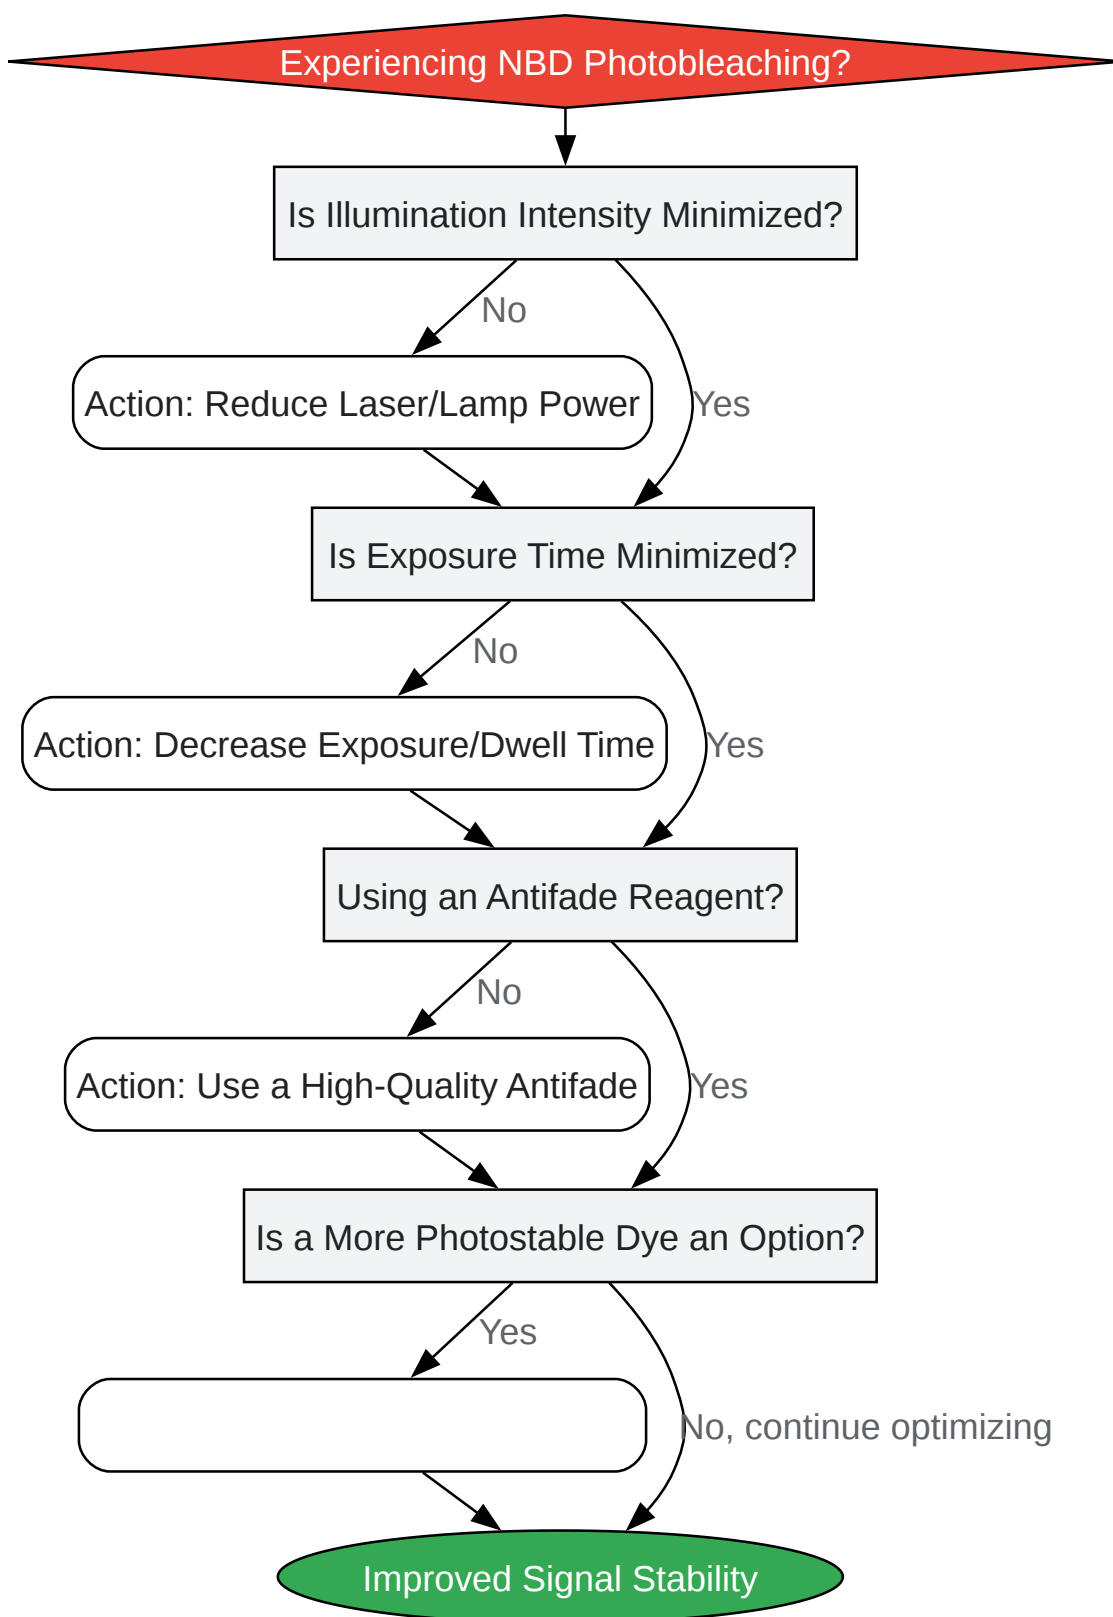 Experiencing NBD Photobleaching?
Is Illumination Intensity Minimized?
No
Action: Reduce Laser/Lamp Power
Yes
Is Exposure Time Minimized?
No
Action: Decrease Exposure/Dwell Time
Yes
Using an Antifade Reagent?
No
Action: Use a High-Quality Antifade
Yes
Is a More Photostable Dye an Option?
Yes
No, continue optimizing
Improved Signal Stability